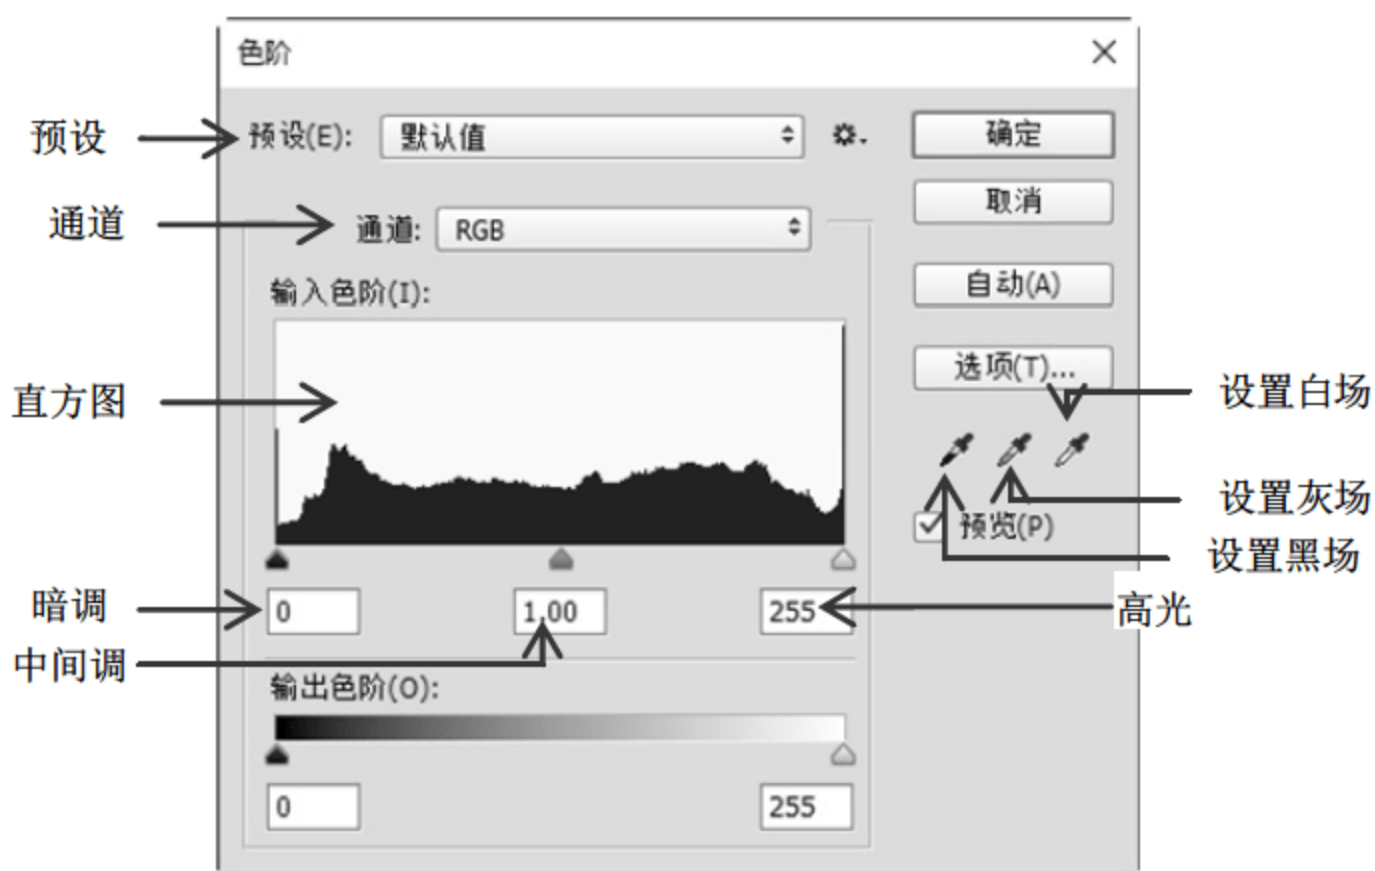 色阶
预设
预设(E):
默认值
确定
取消
通道
通道:
RGB
自动(A)
输入色阶(I):
选项(T)...
直方图
设置白场
设置灰场
预览(P)
设置黑场
暗调
0
1.00
255
高光
中间调
输出色阶(O):
0
255